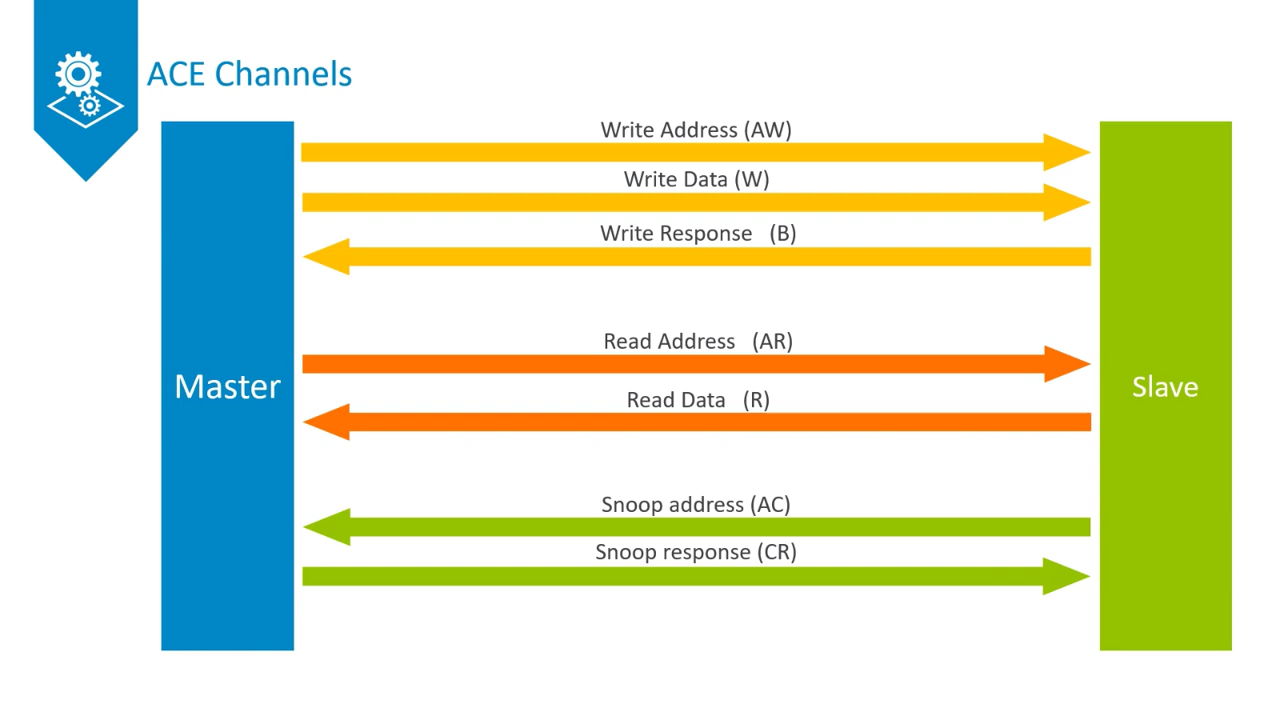 ACE Channels
Write Address (AW)
Write Data (W)
Write Response (B)
Read Address (AR)
Master
Slave
Read Data (R)
Snoop address (AC)
Snoop response (CR)